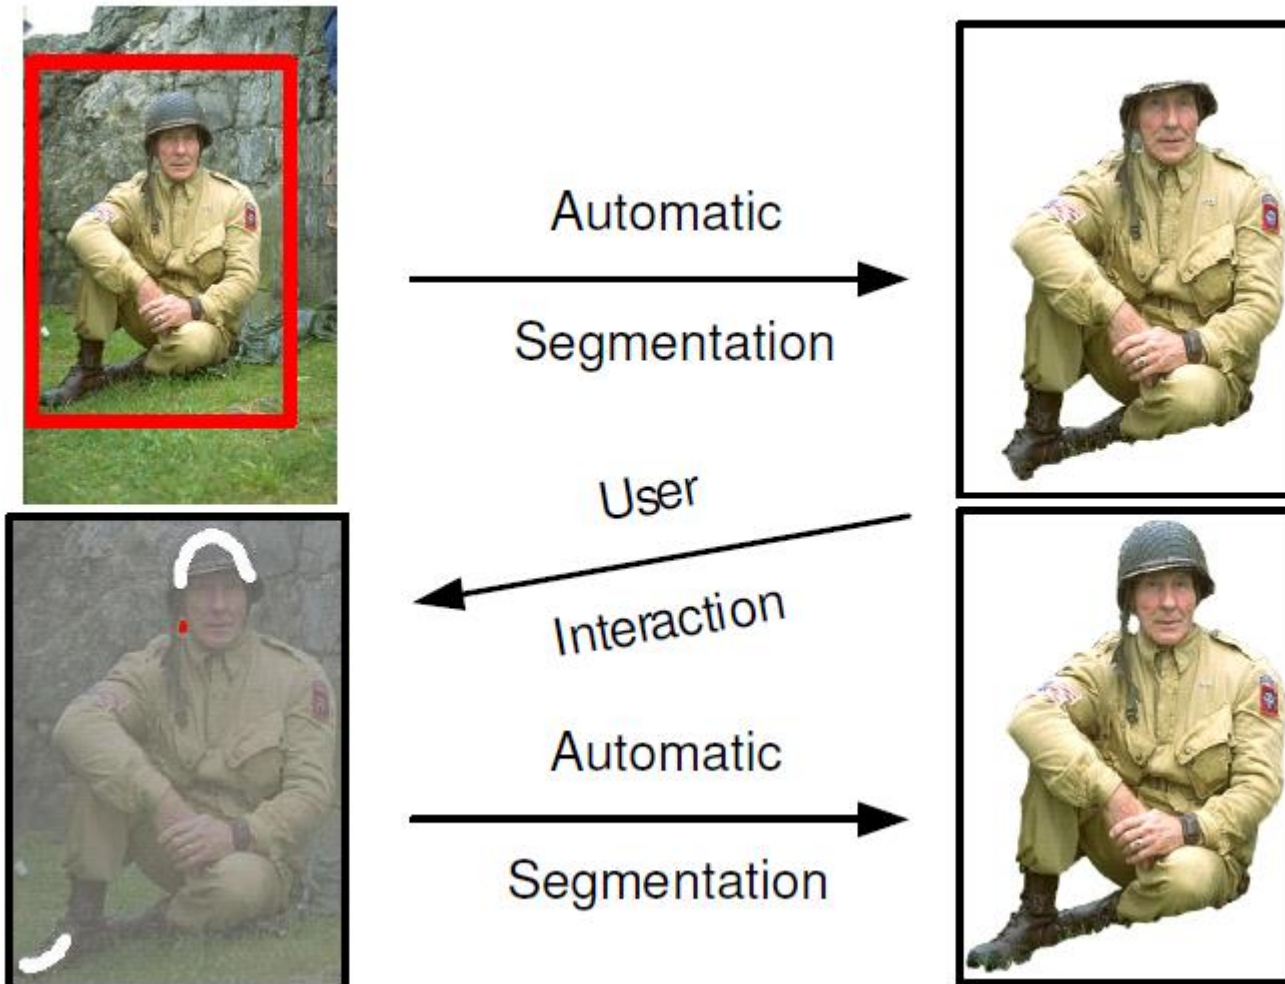 Automatic
Segmentation
User
Interaction
Automatic
Segmentation